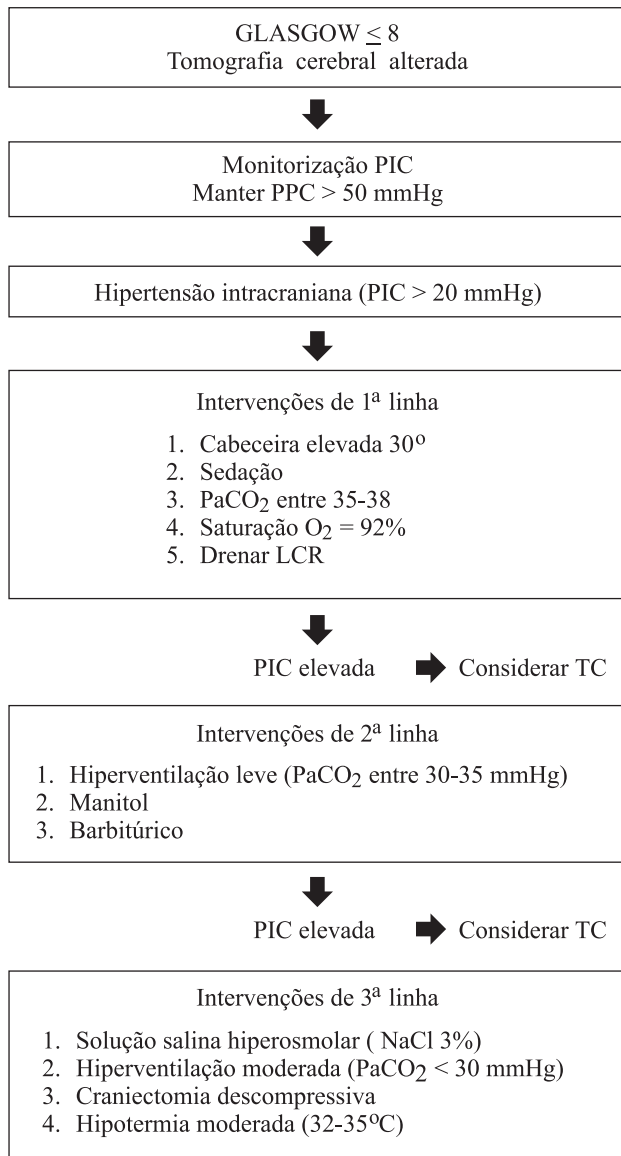 GLASGOW ≤ 8
Tomografia cerebral alterada
Monitorização PIC
Manter PPC > 50 mmHg
Hipertensão intracraniana (PIC > 20 mmHg)
Intervenções de 1ª linha
1. Cabeceira elevada 30º
2. Sedação
3. PaCO₂ entre 35-38
4. Saturação O₂ = 92%
5. Drenar LCR
PIC elevada Considerar TC
Intervenções de 2ª linha
1. Hiperventilação leve (PaCO₂ entre 30-35 mmHg)
2. Manitol
3. Barbitúrico
PIC elevada Considerar TC
Intervenções de 3ª linha
1. Solução salina hiperosmolar ( NaCl 3%)
2. Hiperventilação moderada (PaCO₂ < 30 mmHg)
3. Craniectomia descompressiva
4. Hipotermia moderada (32-35ºC)